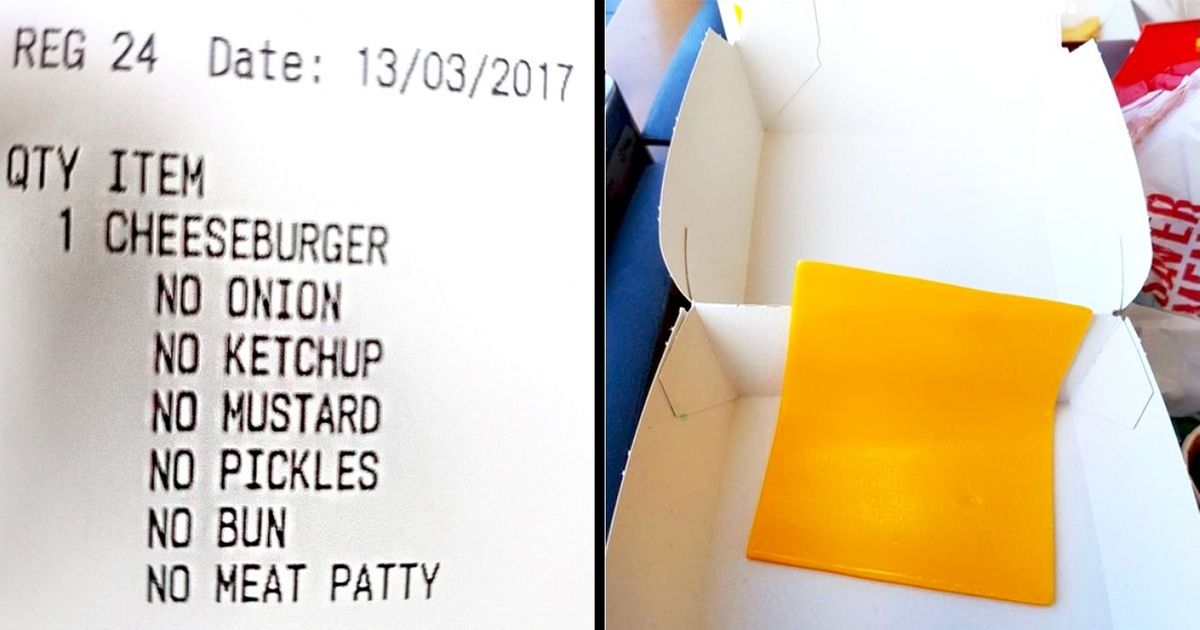 REG 24 Date: 13/03/2017
QTY ITEM
1 CHEESEBURGER
NO ONION
NO KETCHUP
NO MUSTARD
NO PICKLES
NO BUN
NO MEAT PATTY